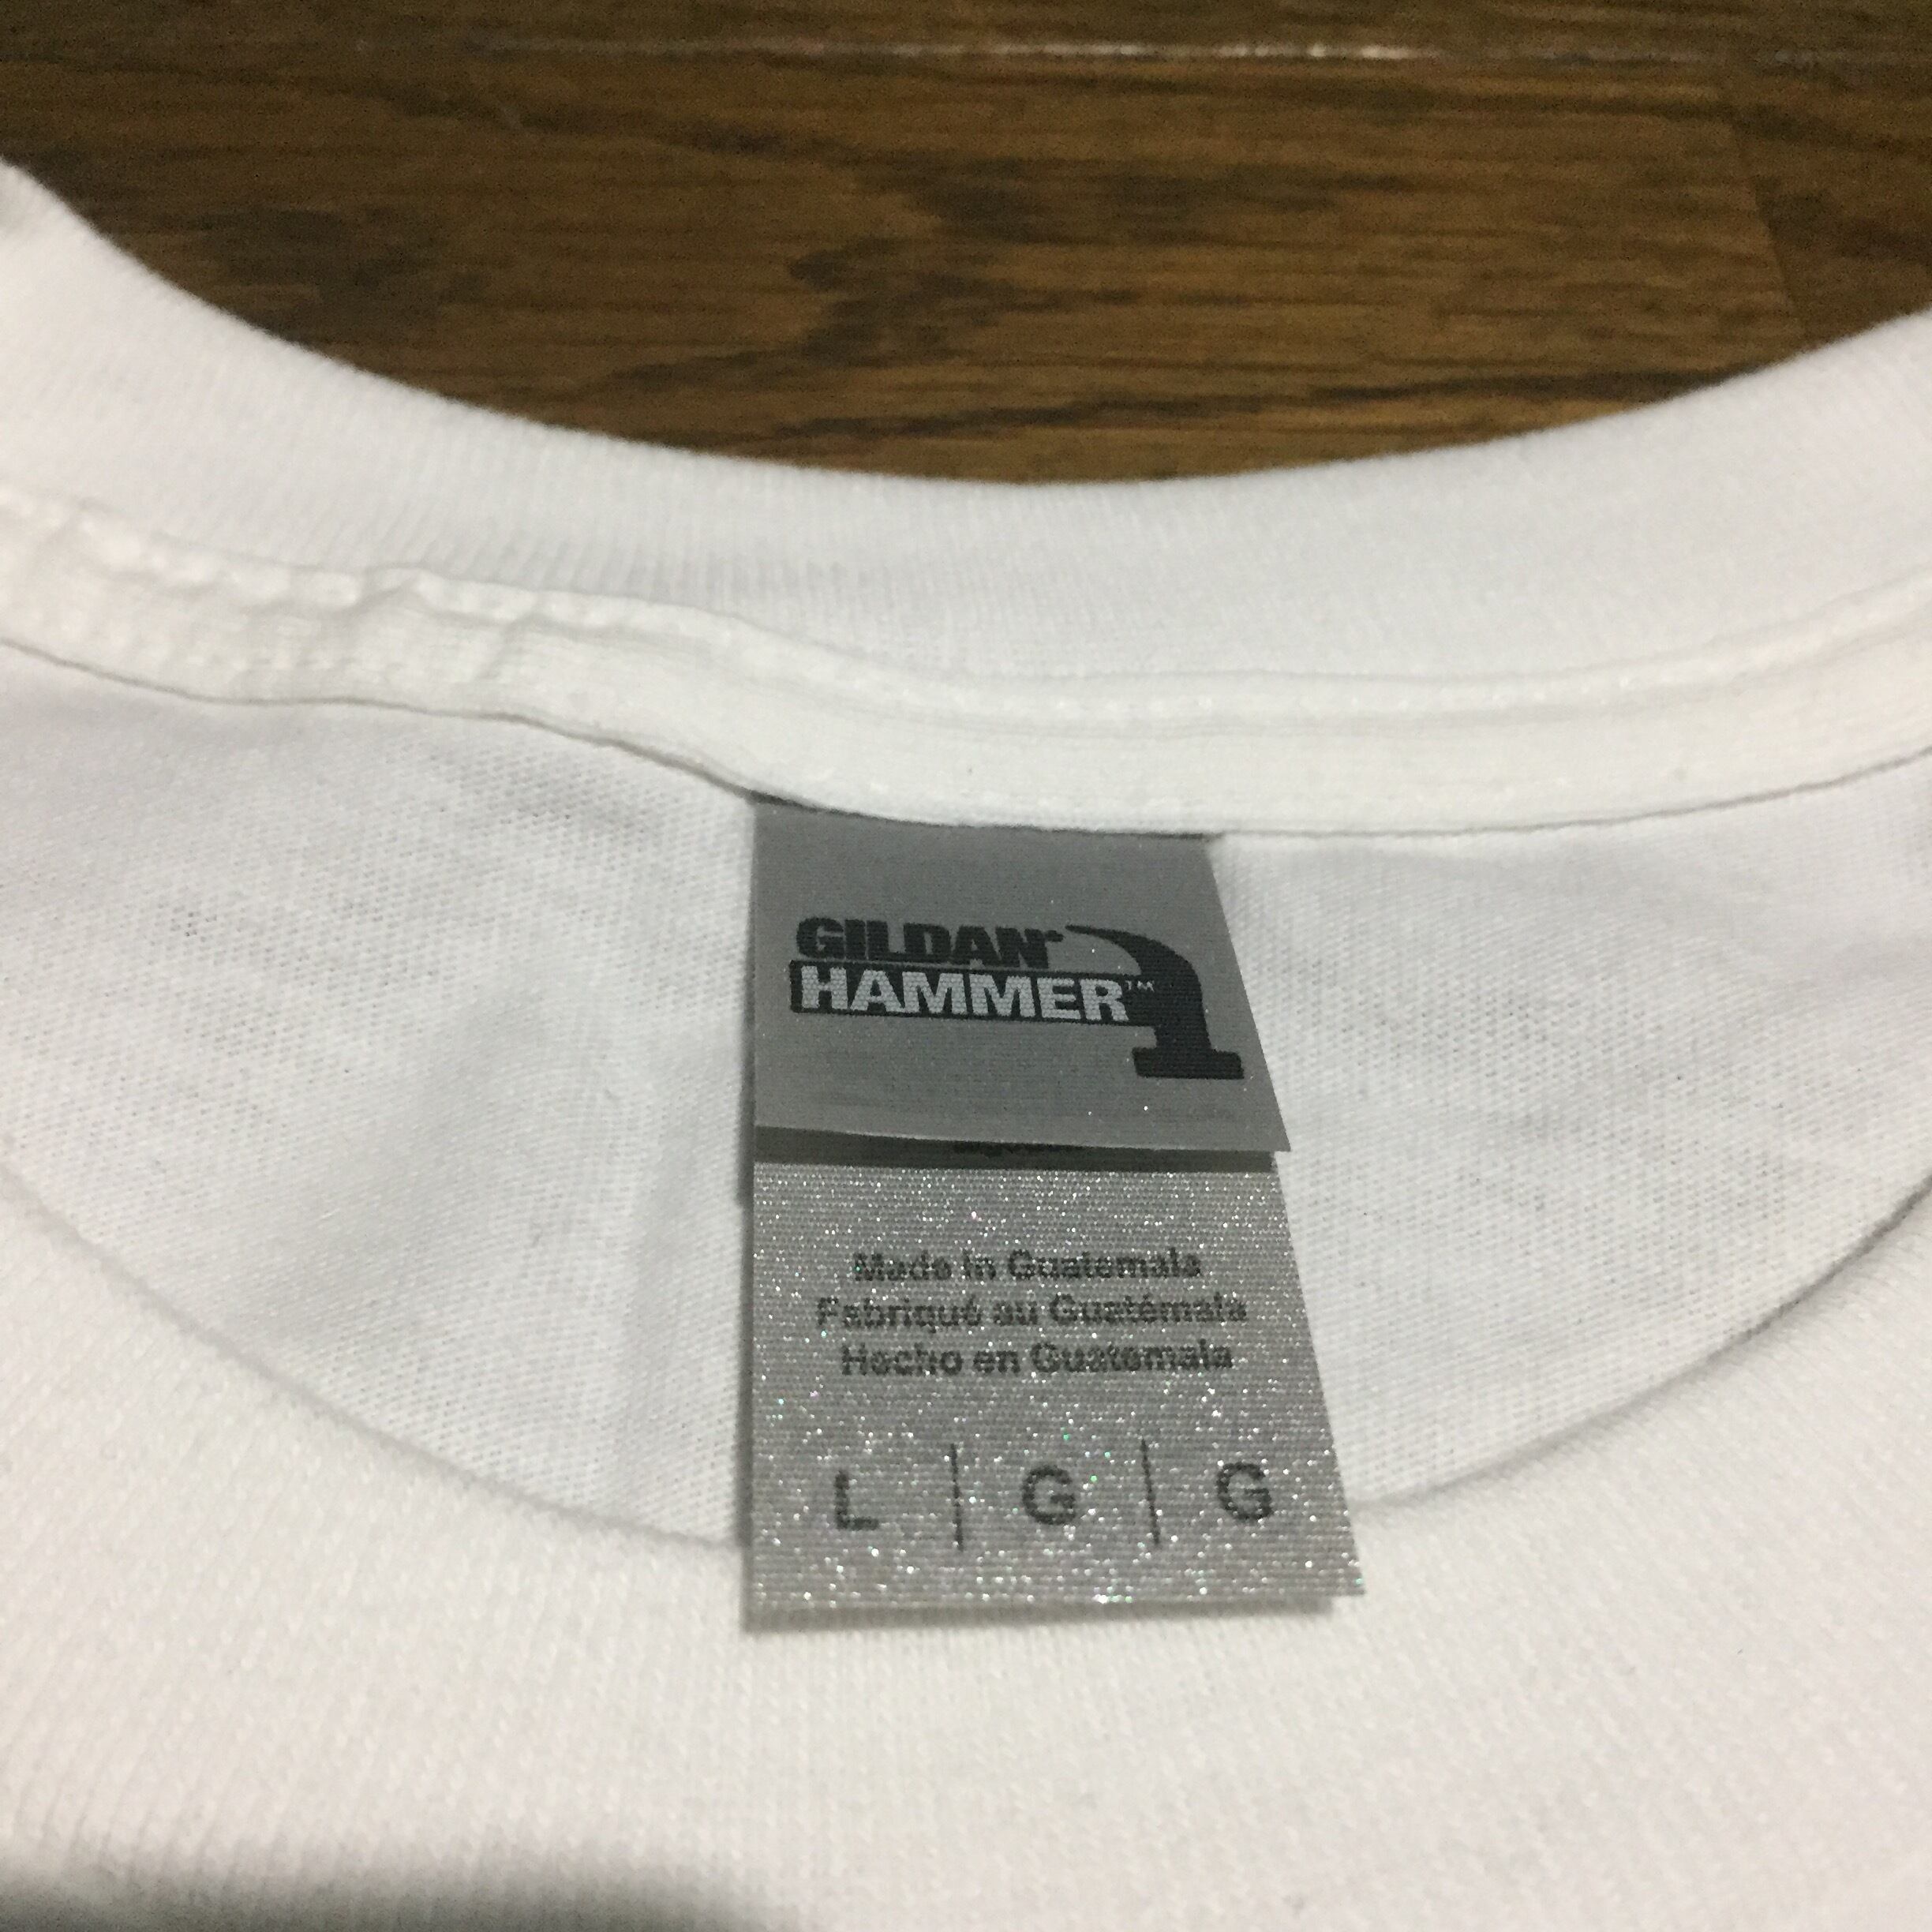 GILDAN®
HAMMER™
Made in Guatemala
Fabriqué au Guatémala
Hecho en Guatemala
L | G | G